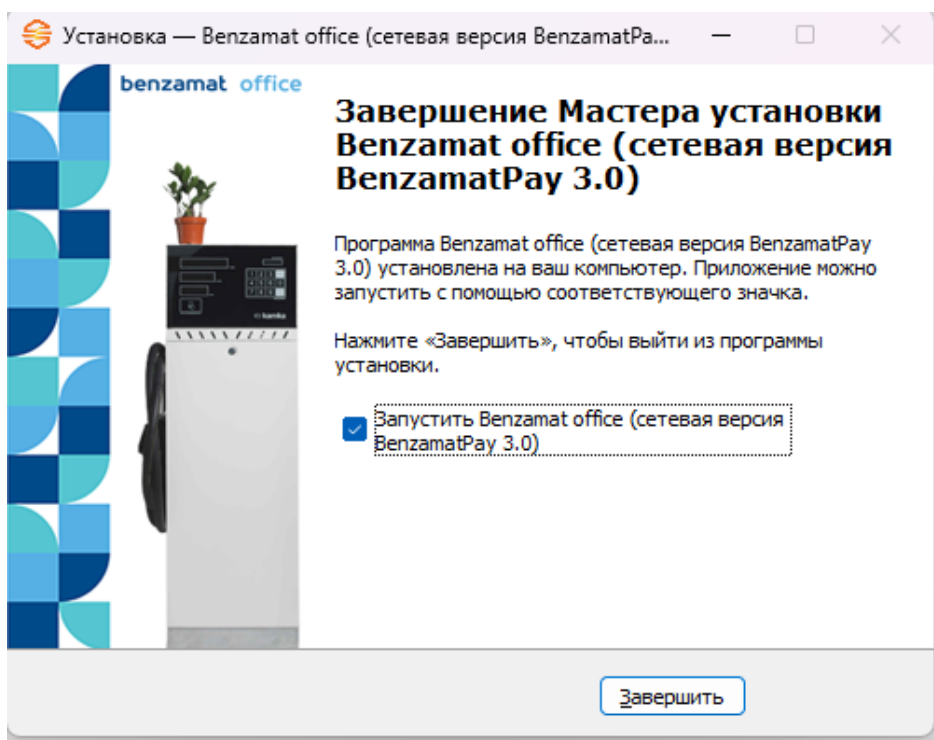 Установка — Benzamat office (сетевая версия BenzamatPa...
benzamat office
Завершение Мастера установки
Benzamat office (сетевая версия
BenzamatPay 3.0)
Программа Benzamat office (сетевая версия BenzamatPay
3.0) установлена на ваш компьютер. Приложение можно
запустить с помощью соответствующего значка.
Нажмите «Завершить», чтобы выйти из программы
установки.
Запустить Benzamat office (сетевая версия
BenzamatPay 3.0)
kamka
Завершить